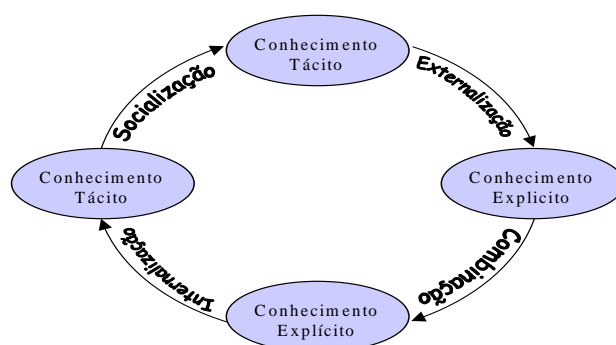 Conhecimento
Tácito
Externalização
Socialização
Conhecimento
Tácito
Conhecimento
Explicito
Combinação
Internalização
Conhecimento
Explícito